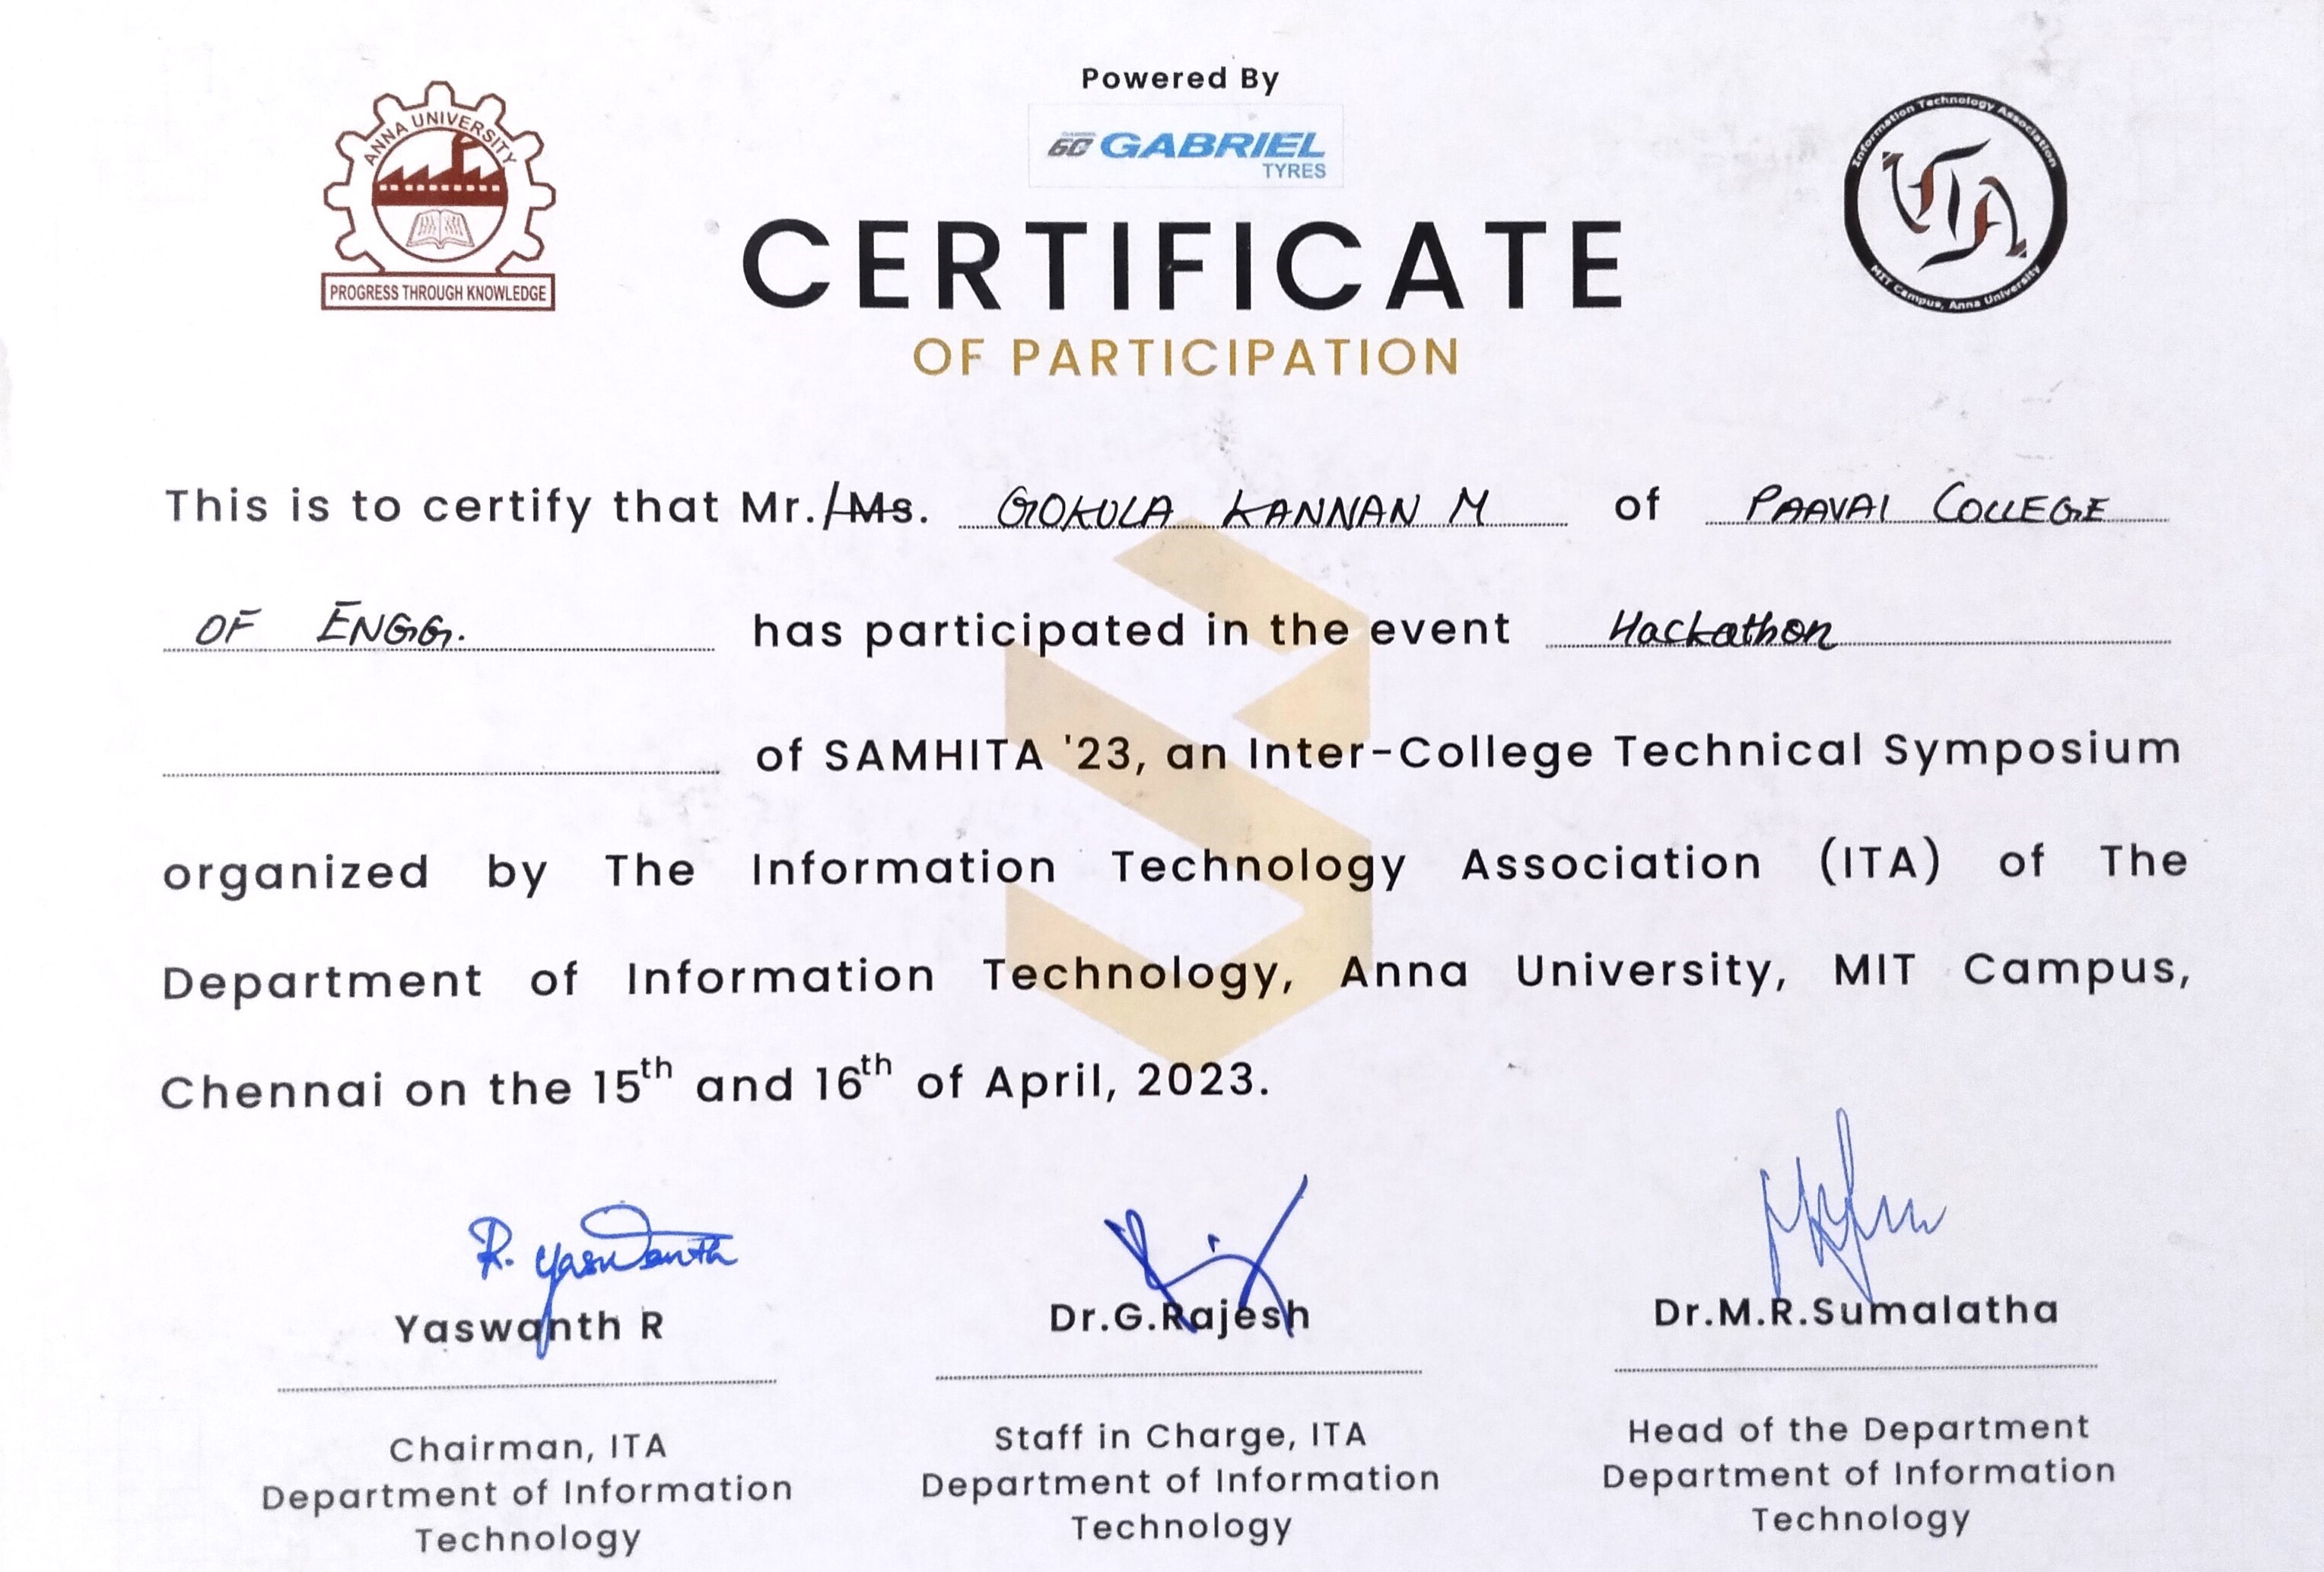 Powered By
GABRIEL
TYRES
ANNA UNIVERSITY
PROGRESS THROUGH KNOWLEDGE
Information Technology Association
ITA
MIT Campus, Anna University
CERTIFICATE
OF PARTICIPATION
This is to certify that Mr./Ms. GOKULA KANNAN M of PAAVAI COLLEGE
OF ENGG. has participated in the event Hackathon
of SAMHITA '23, an Inter-College Technical Symposium
organized by The Information Technology Association (ITA) of The
Department of Information Technology, Anna University, MIT Campus,
Chennai on the 15th and 16th of April, 2023.
R. Yaswanth
Yaswanth R
Dr.G.Rajesh
Dr.M.R.Sumalatha
Chairman, ITA
Department of Information
Technology
Staff in Charge, ITA
Department of Information
Technology
Head of the Department
Department of Information
Technology